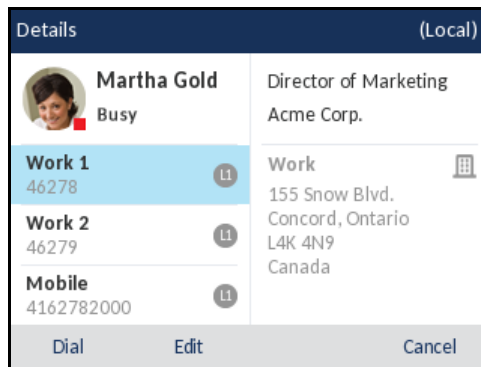 Details (Local)
Martha Gold
Busy
Work 1
46278 L1
Work 2
46279 L1
Mobile
4162782000 L1
Director of Marketing
Acme Corp.
Work
155 Snow Blvd.
Concord, Ontario
L4K 4N9
Canada
Dial Edit Cancel